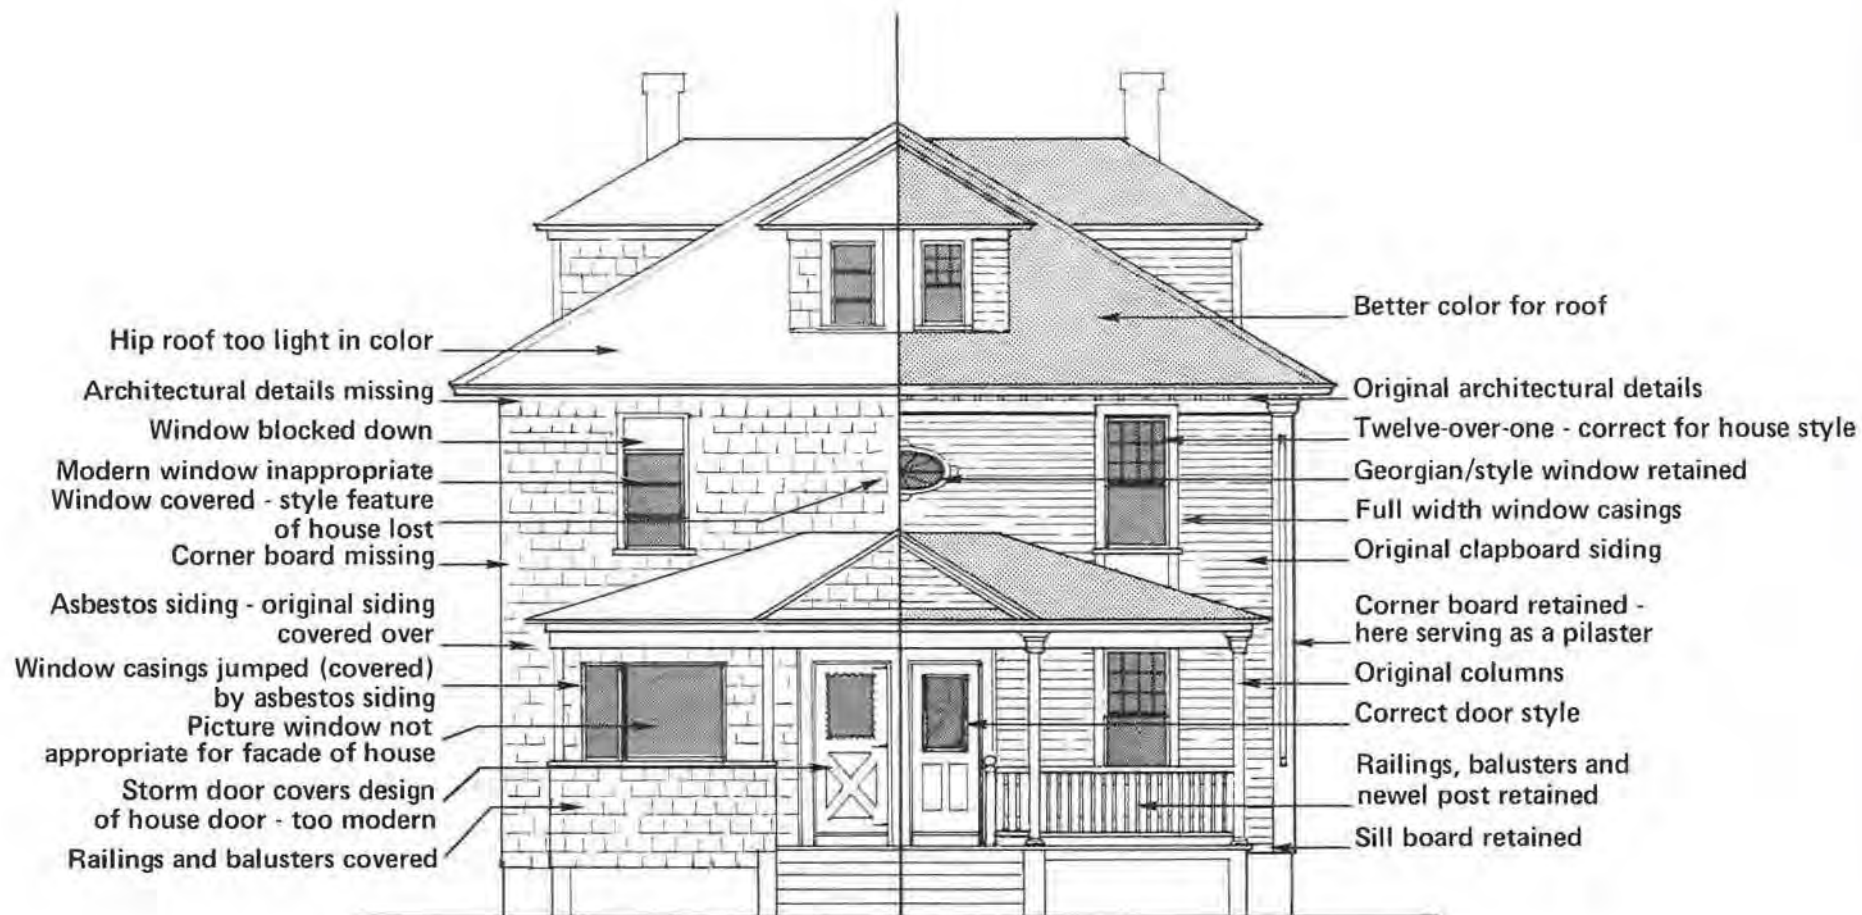 Hip roof too light in color
Architectural details missing
Window blocked down
Modern window inappropriate
Window covered - style feature
of house lost
Corner board missing
Asbestos siding - original siding
covered over
Window casings jumped (covered)
by asbestos siding
Picture window not
appropriate for facade of house
Storm door covers design
of house door - too modern
Railings and balusters covered
Better color for roof
Original architectural details
Twelve-over-one - correct for house style
Georgian/style window retained
Full width window casings
Original clapboard siding
Corner board retained -
here serving as a pilaster
Original columns
Correct door style
Railings, balusters and
newel post retained
Sill board retained